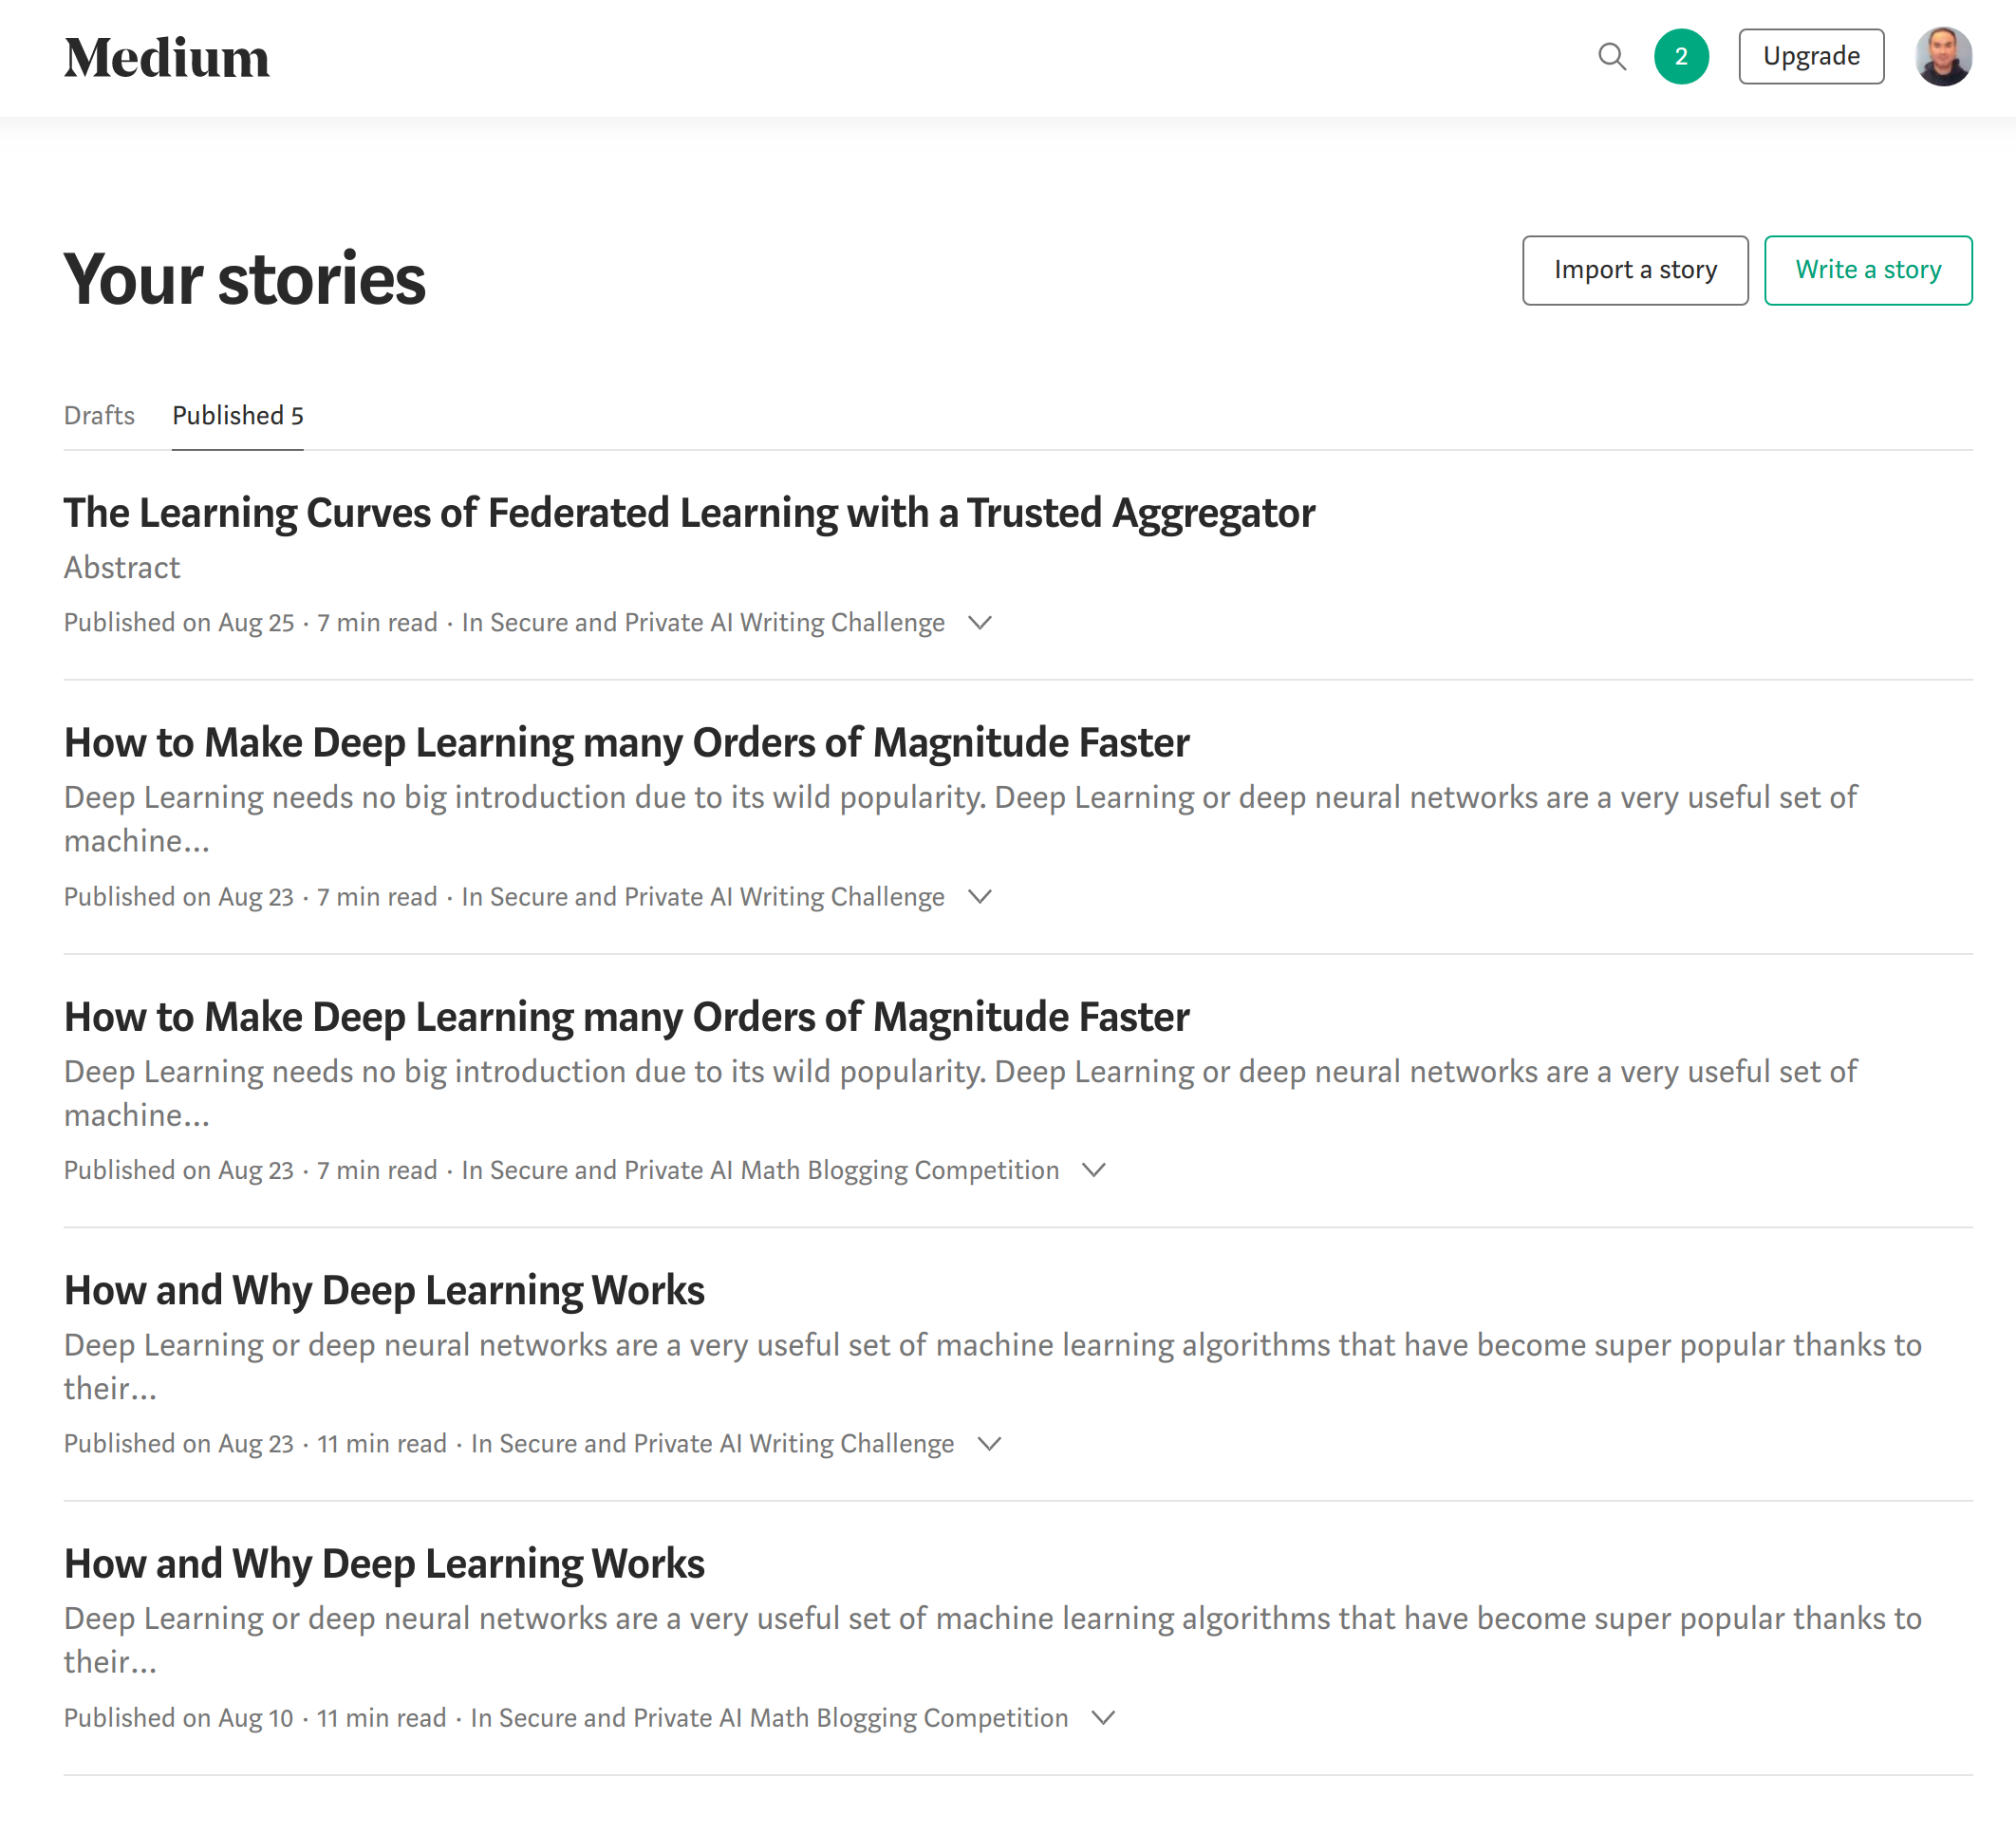 Medium
2
Upgrade
Your stories
Import a story
Write a story
Drafts
Published 5
The Learning Curves of Federated Learning with a Trusted Aggregator
Abstract
Published on Aug 25 · 7 min read · In Secure and Private AI Writing Challenge
How to Make Deep Learning many Orders of Magnitude Faster
Deep Learning needs no big introduction due to its wild popularity. Deep Learning or deep neural networks are a very useful set of
machine...
Published on Aug 23 · 7 min read · In Secure and Private AI Writing Challenge
How to Make Deep Learning many Orders of Magnitude Faster
Deep Learning needs no big introduction due to its wild popularity. Deep Learning or deep neural networks are a very useful set of
machine...
Published on Aug 23 · 7 min read · In Secure and Private AI Math Blogging Competition
How and Why Deep Learning Works
Deep Learning or deep neural networks are a very useful set of machine learning algorithms that have become super popular thanks to
their...
Published on Aug 23 · 11 min read · In Secure and Private AI Writing Challenge
How and Why Deep Learning Works
Deep Learning or deep neural networks are a very useful set of machine learning algorithms that have become super popular thanks to
their...
Published on Aug 10 · 11 min read · In Secure and Private AI Math Blogging Competition